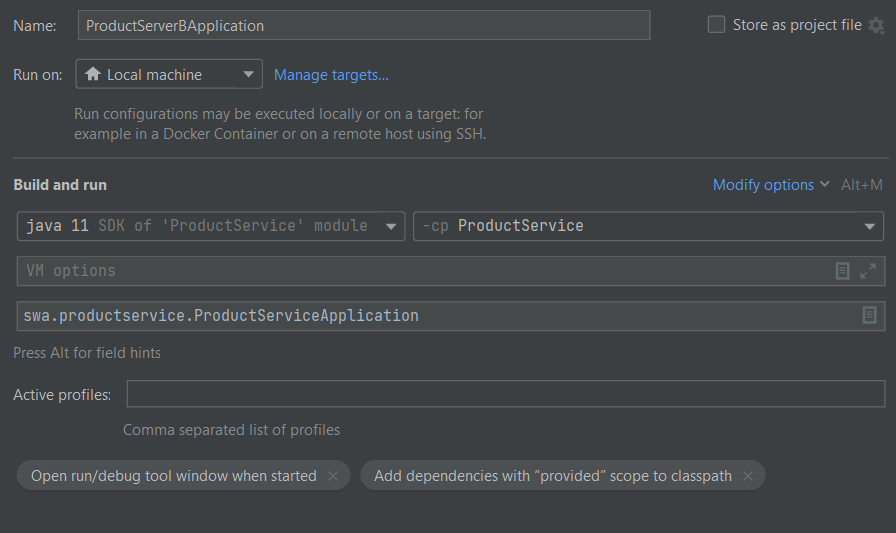 Name: ProductServerBApplication Store as project file
Run on: Local machine Manage targets...
Run configurations may be executed locally or on a target: for
example in a Docker Container or on a remote host using SSH.
Build and run Modify options Alt+M
java 11 SDK of 'ProductService' module -cp ProductService
VM options
swa.productservice.ProductServiceApplication
Press Alt for field hints
Active profiles:
Comma separated list of profiles
Open run/debug tool window when started × Add dependencies with “provided” scope to classpath ×